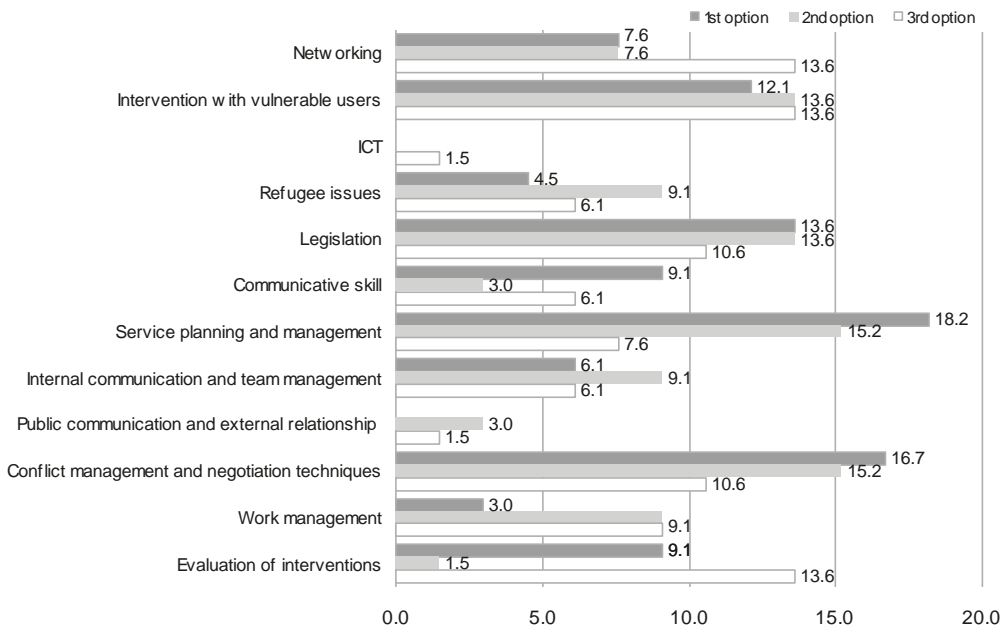 1st option 2nd option 3rd option
Networking
7.6
7.6
13.6
Intervention with vulnerable users
12.1
13.6
13.6
ICT
1.5
Refugee issues
4.5
9.1
6.1
Legislation
13.6
13.6
10.6
Communicative skill
9.1
3.0
6.1
Service planning and management
18.2
15.2
7.6
Internal communication and team management
6.1
9.1
6.1
Public communication and external relationship
3.0
1.5
Conflict management and negotiation techniques
16.7
15.2
10.6
Work management
3.0
9.1
Evaluation of interventions
9.1
1.5
13.6
0.0 5.0 10.0 15.0 20.0